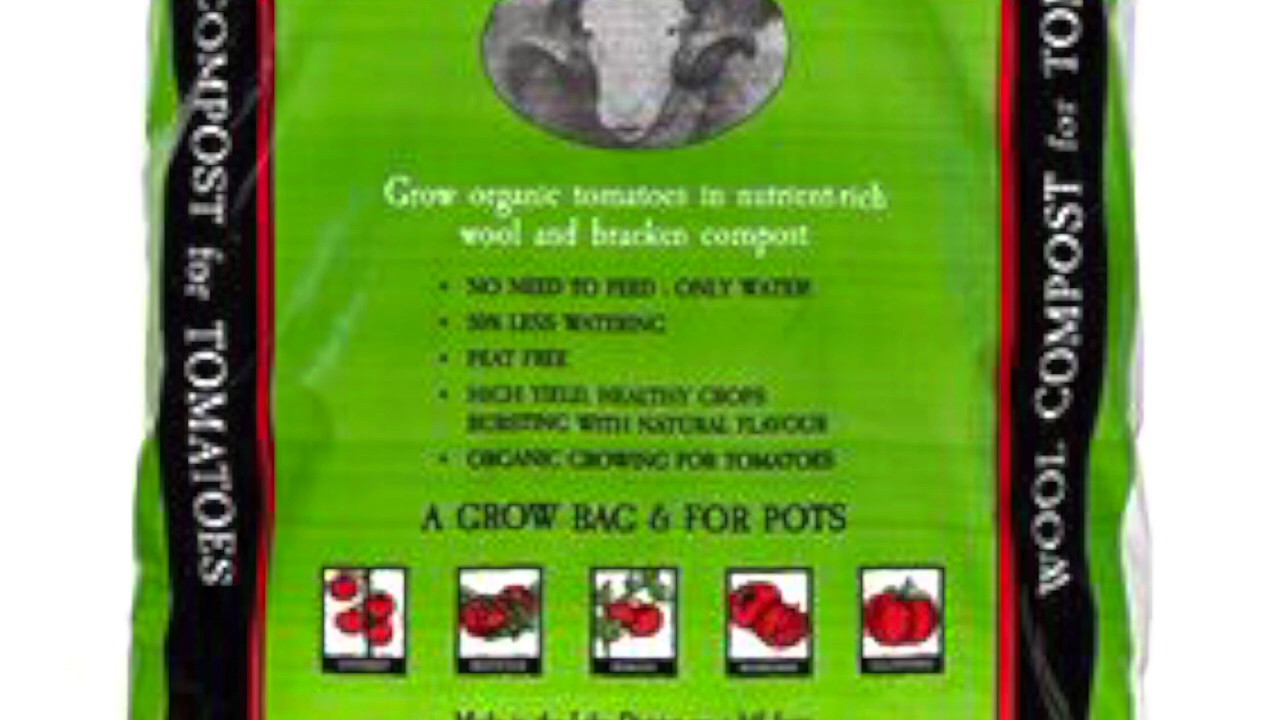 COMPOST for TOMATOES
Grow organic tomatoes in nutrient-rich
wool and bracken compost
• NO NEED TO FEED . ONLY WATER
• 50% LESS WATERING
• PEAT FREE
• HIGH YIELD, HEALTHY CROPS
BURSTING WITH NATURAL FLAVOUR
• ORGANIC GROWING FOR TOMATOES
A GROW BAG & FOR POTS
WOOL COMPOST for